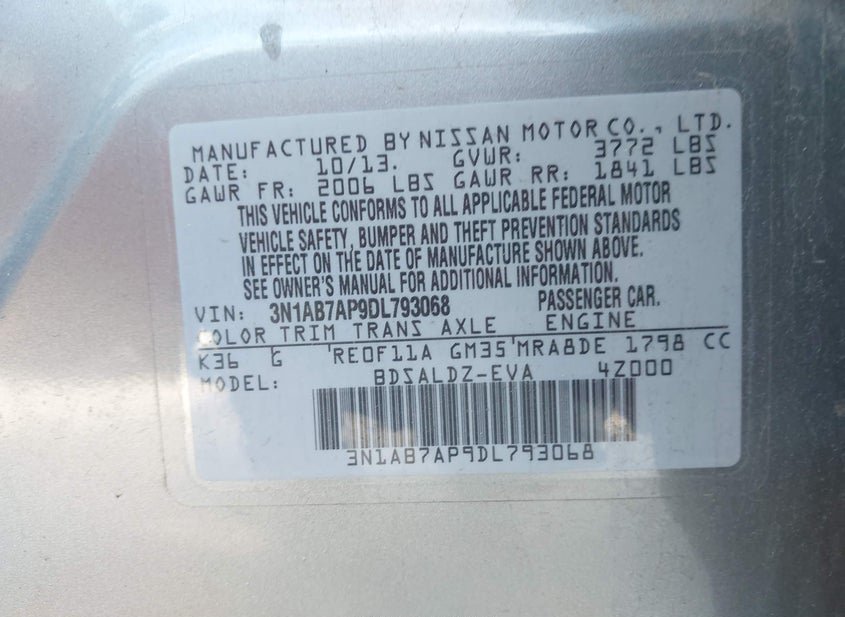 MANUFACTURED BY NISSAN MOTOR CO., LTD.
DATE: 10/13. GVWR: 3772 LBS
GAWR FR: 2006 LBS GAWR RR: 1841 LBS
THIS VEHICLE CONFORMS TO ALL APPLICABLE FEDERAL MOTOR
VEHICLE SAFETY, BUMPER AND THEFT PREVENTION STANDARDS
IN EFFECT ON THE DATE OF MANUFACTURE SHOWN ABOVE.
SEE OWNER'S MANUAL FOR ADDITIONAL INFORMATION.
VIN: 3N1AB7AP9DL793068 PASSENGER CAR.
COLOR TRIM TRANS AXLE ENGINE
K36 G RE0F11A GM35 MRA8DE 1798 CC
MODEL: BDSALDZ-EVA 4Z000
3N1AB7AP9DL793068